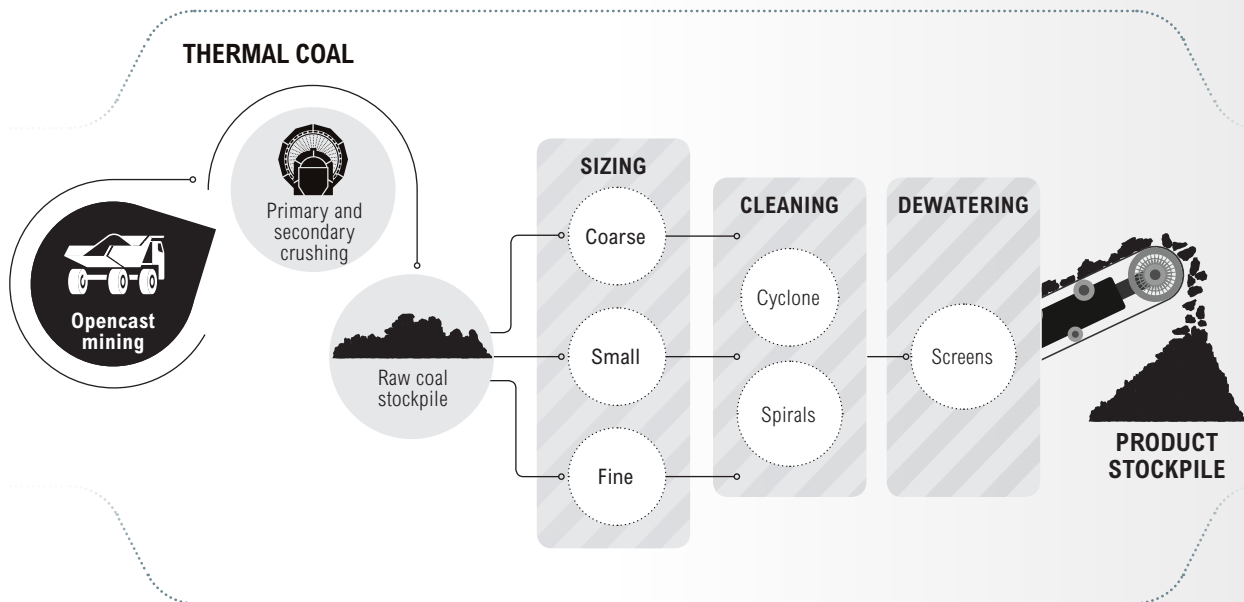 THERMAL COAL
Opencast
mining
Primary and
secondary
crushing
Raw coal
stockpile
SIZING
Coarse
Small
Fine
CLEANING
Cyclone
Spirals
DEWATERING
Screens
PRODUCT
STOCKPILE